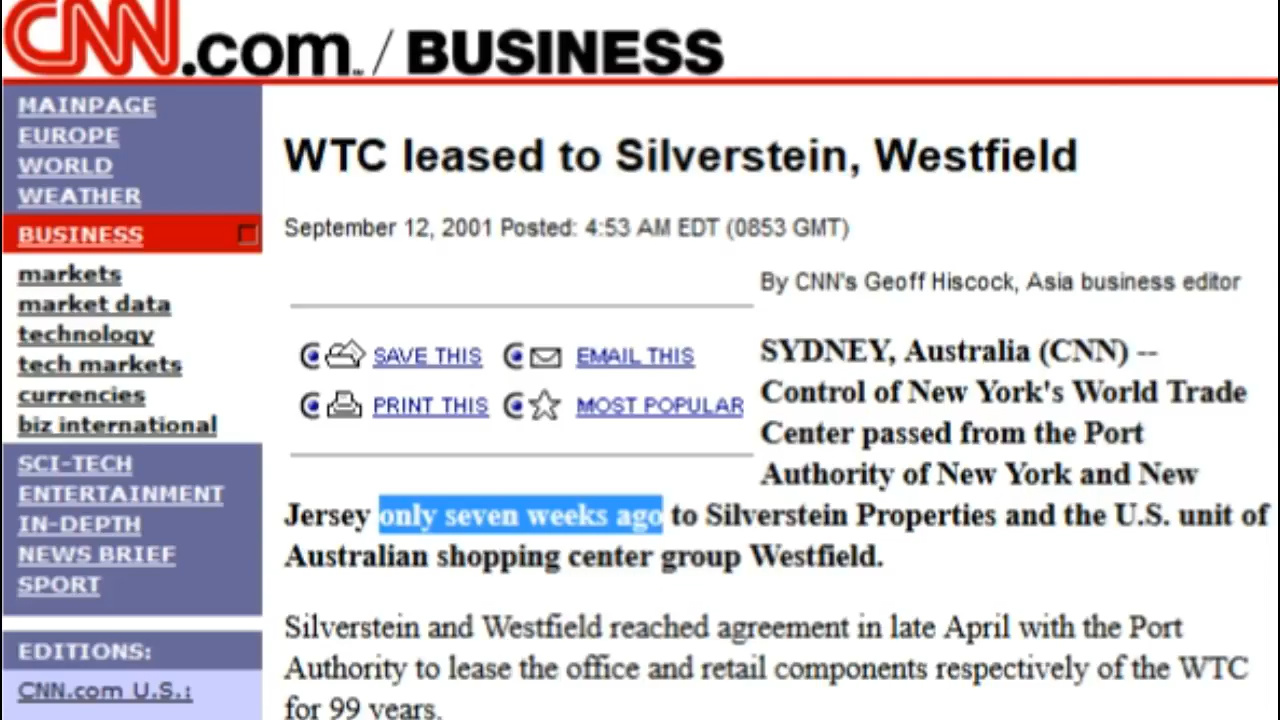 CNN.com / BUSINESS
MAINPAGE
EUROPE
WORLD
WEATHER
BUSINESS
markets
market data
technology
tech markets
currencies
biz international
SCI-TECH
ENTERTAINMENT
IN-DEPTH
NEWS BRIEF
SPORT
EDITIONS:
CNN.com U.S.:
WTC leased to Silverstein, Westfield
September 12, 2001 Posted: 4:53 AM EDT (0853 GMT)
By CNN's Geoff Hiscock, Asia business editor
SAVE THIS EMAIL THIS
PRINT THIS MOST POPULAR
SYDNEY, Australia (CNN) --
Control of New York's World Trade
Center passed from the Port
Authority of New York and New
Jersey only seven weeks ago to Silverstein Properties and the U.S. unit of
Australian shopping center group Westfield.
Silverstein and Westfield reached agreement in late April with the Port
Authority to lease the office and retail components respectively of the WTC
for 99 years.